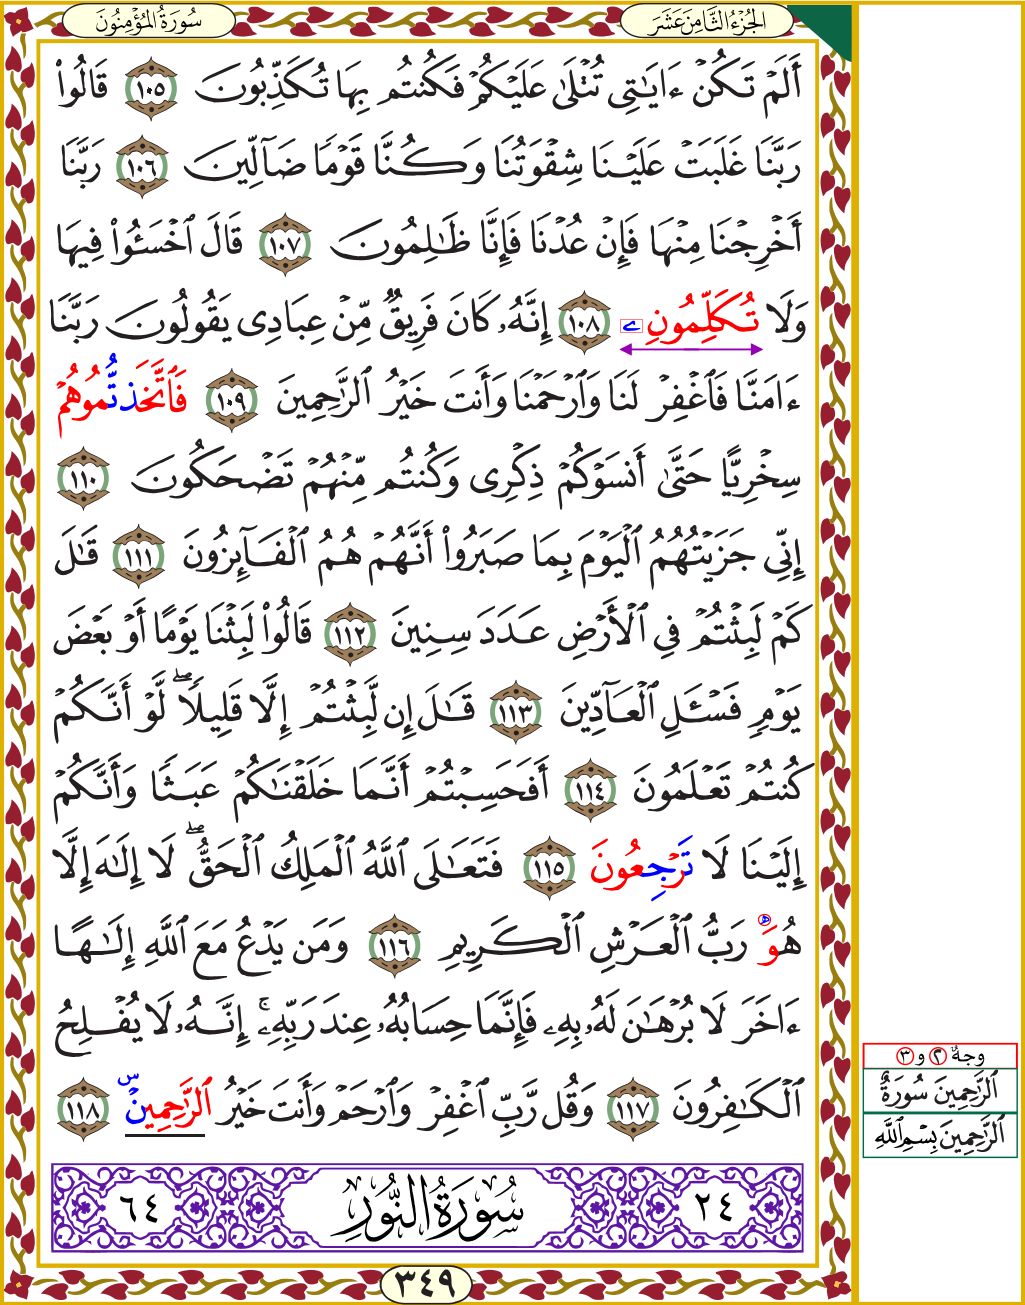 الجُزْءُ الثَّامِنَ عَشَرَ
سُورَةُ المُؤْمِنُونَ
أَلَمْ تَكُنْ ءَايَٰتِى تُتْلَىٰ عَلَيْكُمْ فَكُنتُم بِهَا تُكَذِّبُونَ ١٠٥ قَالُوا۟
رَبَّنَا غَلَبَتْ عَلَيْنَا شِقْوَتُنَا وَكُنَّا قَوْمًا ضَآلِّينَ ١٠٦ رَبَّنَآ
أَخْرِجْنَا مِنْهَا فَإِنْ عُدْنَا فَإِنَّا ظَٰلِمُونَ ١٠٧ قَالَ ٱخْسَـُٔوا۟ فِيهَا
وَلَا تُكَلِّمُونِ ے ١٠٨ إِنَّهُۥ كَانَ فَرِيقٌ مِّنْ عِبَادِى يَقُولُونَ رَبَّنَآ
ءَامَنَّا فَٱغْفِرْ لَنَا وَٱرْحَمْنَا وَأَنتَ خَيْرُ ٱلرَّٰحِمِينَ ١٠٩ فَٱتَّخَذتُّمُوهُمْ
سِخْرِيًّا حَتَّىٰٓ أَنسَوْكُمْ ذِكْرِى وَكُنتُم مِّنْهُمْ تَضْحَكُونَ ١١٠
إِنِّى جَزَيْتُهُمُ ٱلْيَوْمَ بِمَا صَبَرُوٓا۟ أَنَّهُمْ هُمُ ٱلْفَآئِزُونَ ١١١ قَٰلَ
كَمْ لَبِثْتُمْ فِى ٱلْأَرْضِ عَدَدَ سِنِينَ ١١٢ قَالُوا۟ لَبِثْنَا يَوْمًا أَوْ بَعْضَ
يَوْمٍ فَسْـَٔلِ ٱلْعَآدِّينَ ١١٣ قَٰلَ إِن لَّبِثْتُمْ إِلَّا قَلِيلًا ۖ لَّوْ أَنَّكُمْ
كُنتُمْ تَعْلَمُونَ ١١٤ أَفَحَسِبْتُمْ أَنَّمَا خَلَقْنَٰكُمْ عَبَثًا وَأَنَّكُمْ
إِلَيْنَا لَا تَرْجِعُونَ ١١٥ فَتَعَٰلَى ٱللَّهُ ٱلْمَلِكُ ٱلْحَقُّ ۖ لَآ إِلَٰهَ إِلَّا
هُوَ رَبُّ ٱلْعَرْشِ ٱلْكَرِيمِ ١١٦ وَمَن يَدْعُ مَعَ ٱللَّهِ إِلَٰهًا
ءَاخَرَ لَا بُرْهَٰنَ لَهُۥ بِهِۦ فَإِنَّمَا حِسَابُهُۥ عِندَ رَبِّهِۦٓ ۚ إِنَّهُۥ لَا يُفْلِحُ
ٱلْكَٰفِرُونَ ١١٧ وَقُل رَّبِّ ٱغْفِرْ وَٱرْحَمْ وَأَنتَ خَيْرُ ٱلرَّٰحِمِينَ س ١١٨
وجهٌ ٢ و ٣
ٱلرَّٰحِمِينَ سُورَةٌ
ٱلرَّٰحِمِينَ بِسْمِ ٱللَّهِ
٢٤ سُورَةُ النُّورِ ٦٤
٣٤٩